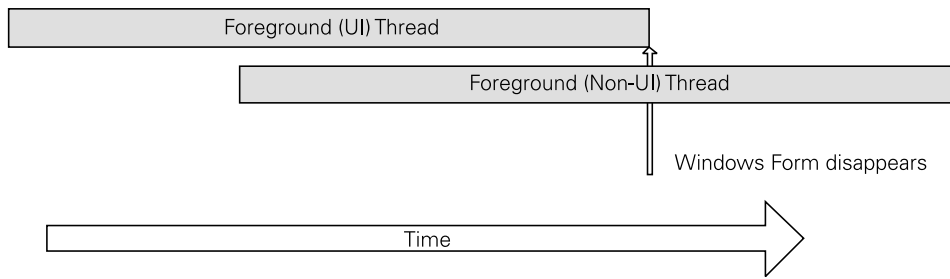 Foreground (UI) Thread
Foreground (Non-UI) Thread
Windows Form disappears
Time